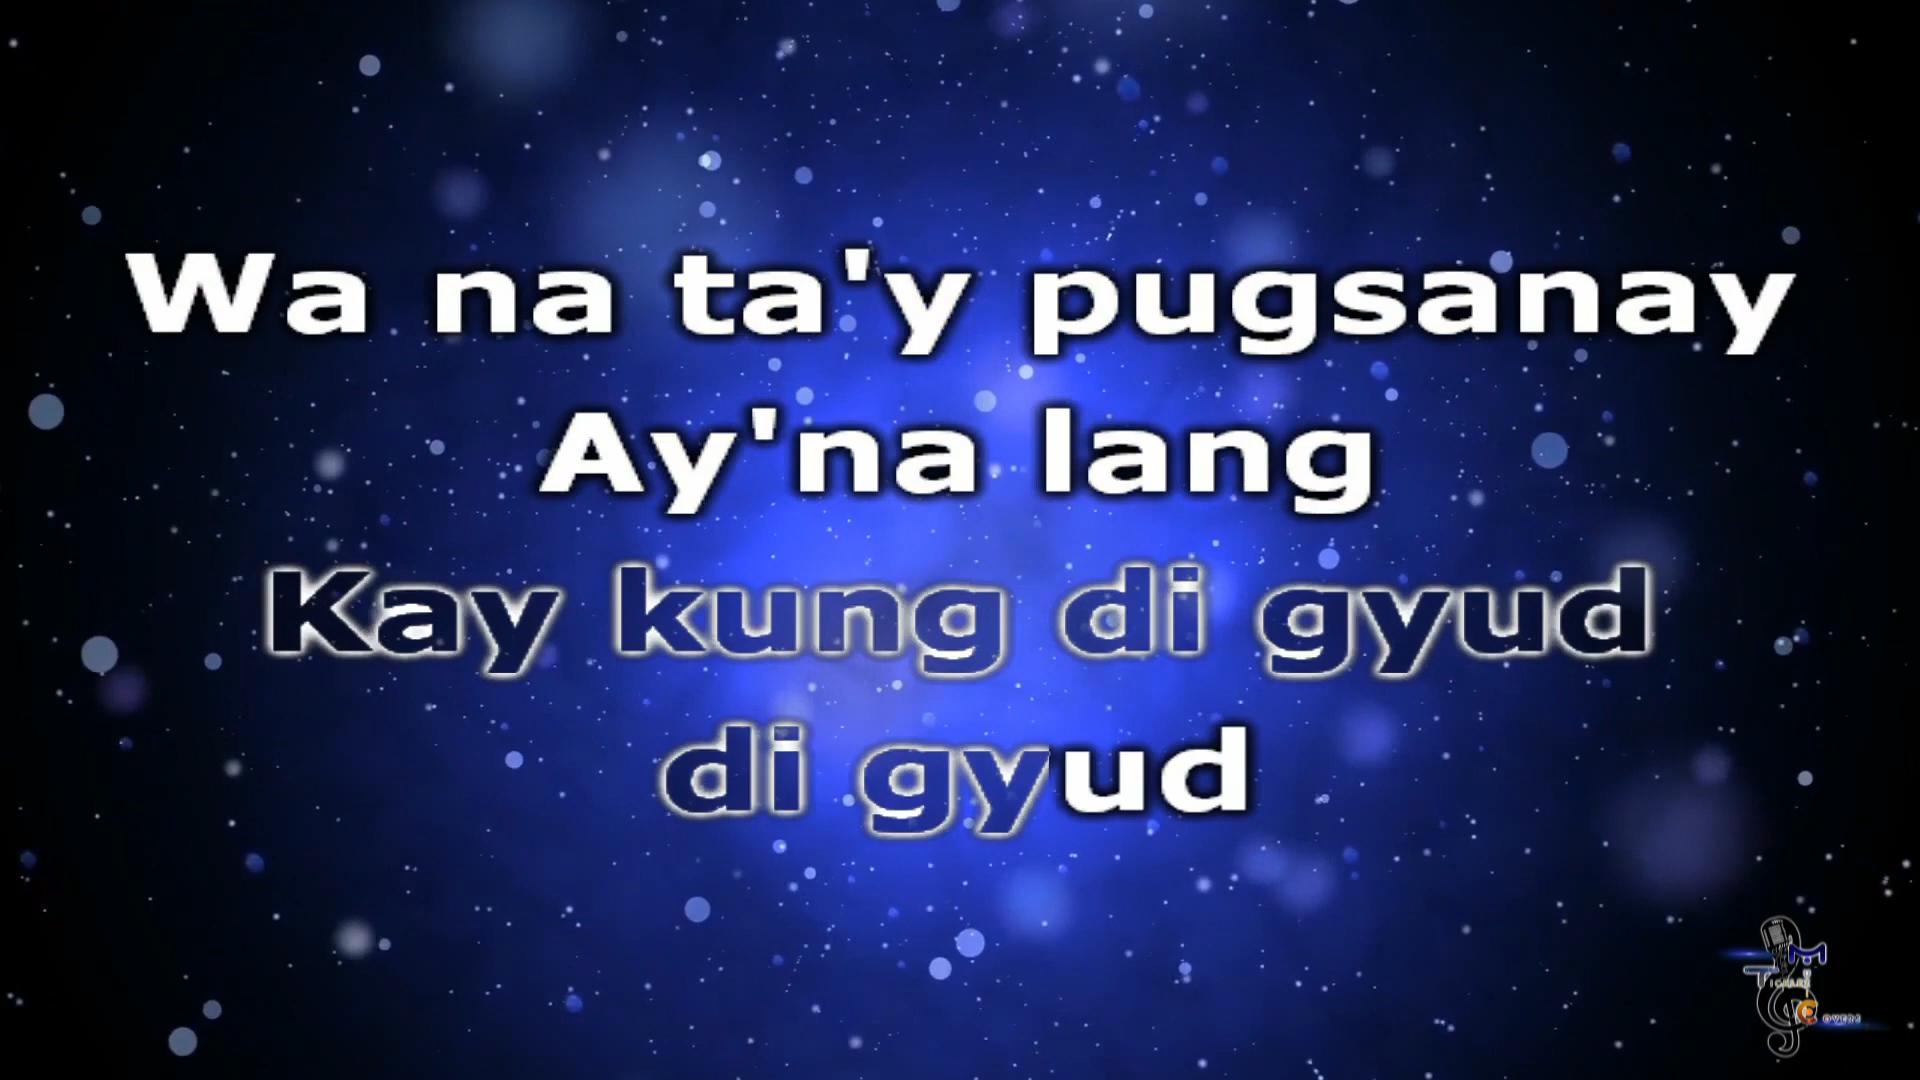 Wa na ta'y pugsanay
Ay'na lang
Kay kung di gyud
di gyud